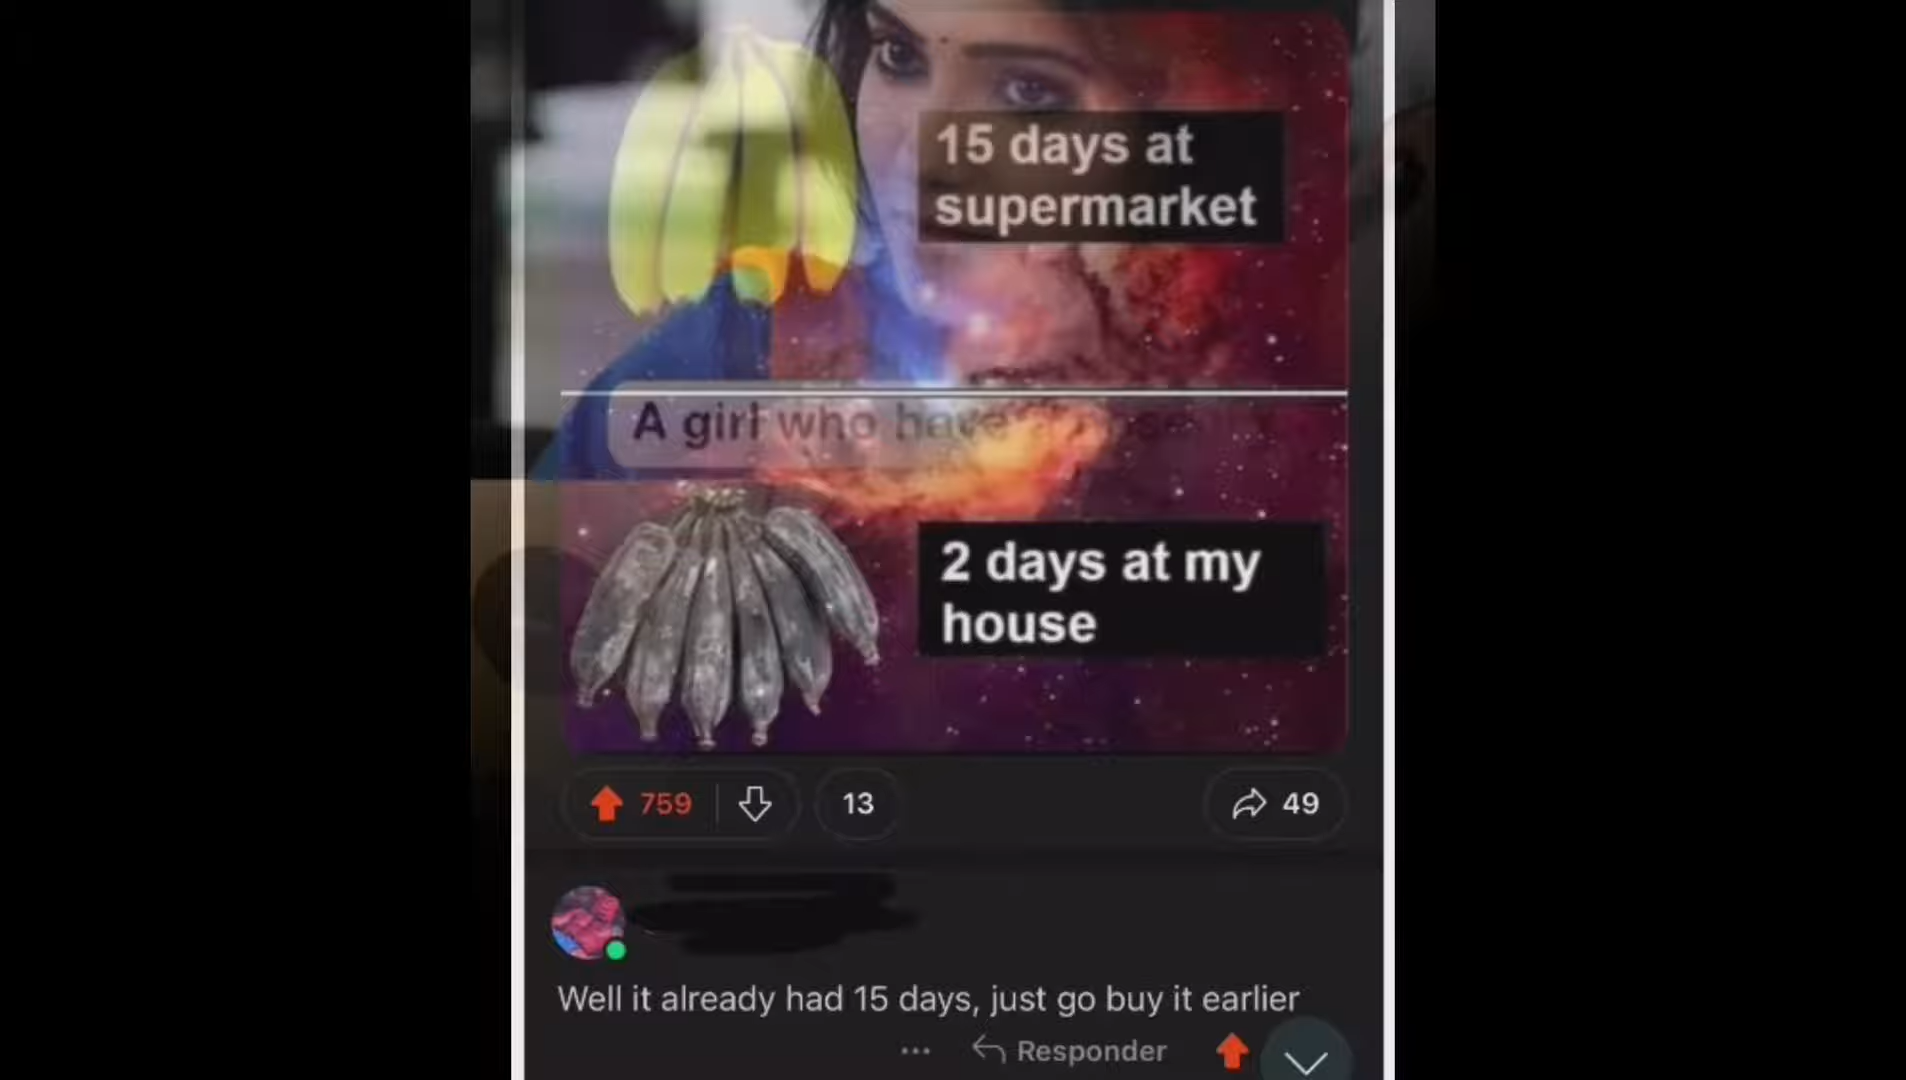 15 days at
supermarket
A girl who have
2 days at my
house
759
13
49
Well it already had 15 days, just go buy it earlier
Responder